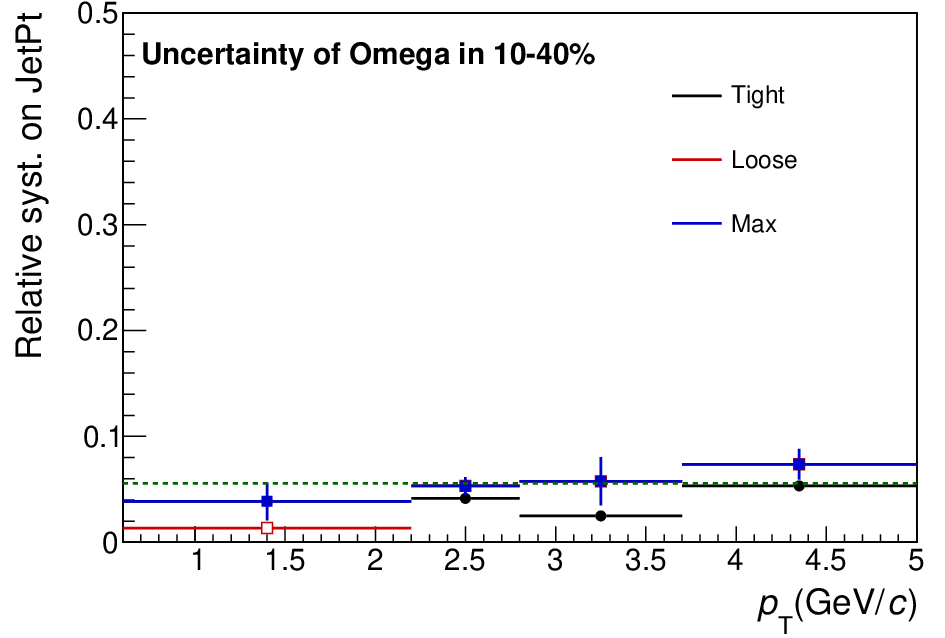 Relative syst. on JetPt
0.5
0.4
0.3
0.2
0.1
0
Uncertainty of Omega in 10-40%
Tight
Loose
Max
1 1.5 2 2.5 3 3.5 4 4.5 5
pT(GeV/c)